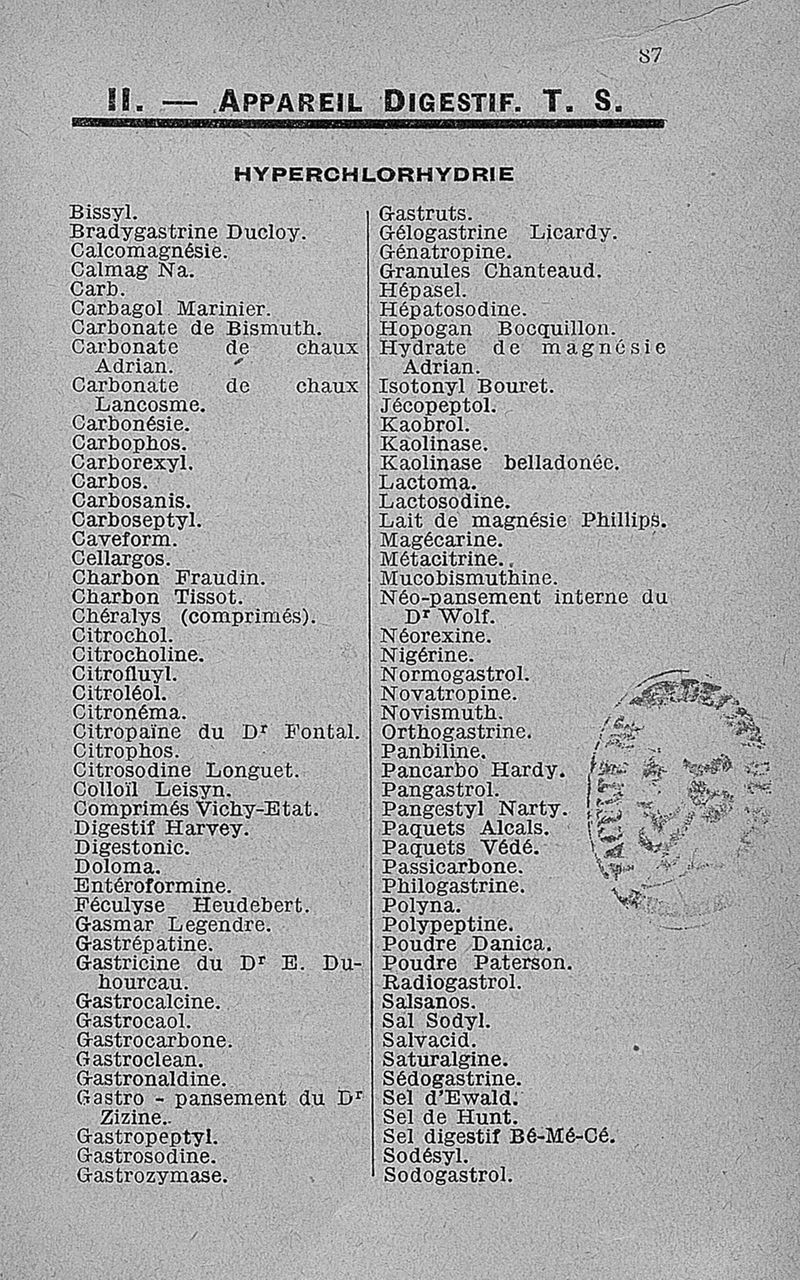 87
II. — APPAREIL DIGESTIF. T. S.
HYPERCHLORHYDRIE
Bissyl.
Bradygastrine Ducloy.
Calcomagnésie.
Calmag Na.
Carb.
Carbagol Marinier.
Carbonate de Bismuth.
Carbonate de chaux
Adrian.
Carbonate de chaux
Lancosme.
Carbonésie.
Carbophos.
Carborexyl.
Carbos.
Carbosanis.
Carboseptyl.
Caveform.
Cellargos.
Charbon Fraudin.
Charbon Tissot.
Chéralys (comprimés).
Citrochol.
Citrocholine.
Citrofluyl.
Citroléol.
Citronéma.
Citropaïne du Dr Fontal.
Citrophos.
Citrosodine Longuet.
Colloïl Leisyn.
Comprimés Vichy-Etat.
Digestif Harvey.
Digestonic.
Doloma.
Entéroformine.
Féculyse Heudebert.
Gasmar Legendre.
Gastrépatine.
Gastricine du Dr E. Du-
hourcau.
Gastrocalcine.
Gastrocaol.
Gastrocarbone.
Gastroclean.
Gastronaldine.
Gastro - pansement du Dr
Zizine.
Gastropeptyl.
Gastrosodine.
Gastrozymase.
Gastruts.
Gélogastrine Licardy.
Génatropine.
Granules Chanteaud.
Hépasel.
Hépatosodine.
Hopogan Bocquillon.
Hydrate de magnésie
Adrian.
Isotonyl Bouret.
Jécopeptol.
Kaobrol.
Kaolinase.
Kaolinase belladonée.
Lactoma.
Lactosodine.
Lait de magnésie Phillips.
Magécarine.
Métacitrine.
Mucobismuthine.
Néo-pansement interne du
Dr Wolf.
Néorexine.
Nigérine.
Normogastrol.
Novatropine.
Novismuth.
Orthogastrine.
Panbiline.
Pancarbo Hardy.
Pangastrol.
Pangestyl Narty.
Paquets Alcals.
Paquets Védé.
Passicarbone.
Philogastrine.
Polyna.
Polypeptine.
Poudre Danica.
Poudre Paterson.
Radiogastrol.
Salsanos.
Sal Sodyl.
Salvacid.
Saturalgine.
Sédogastrine.
Sel d'Ewald.
Sel de Hunt.
Sel digestif Bé-Mé-Cé.
Sodésyl.
Sodogastrol.